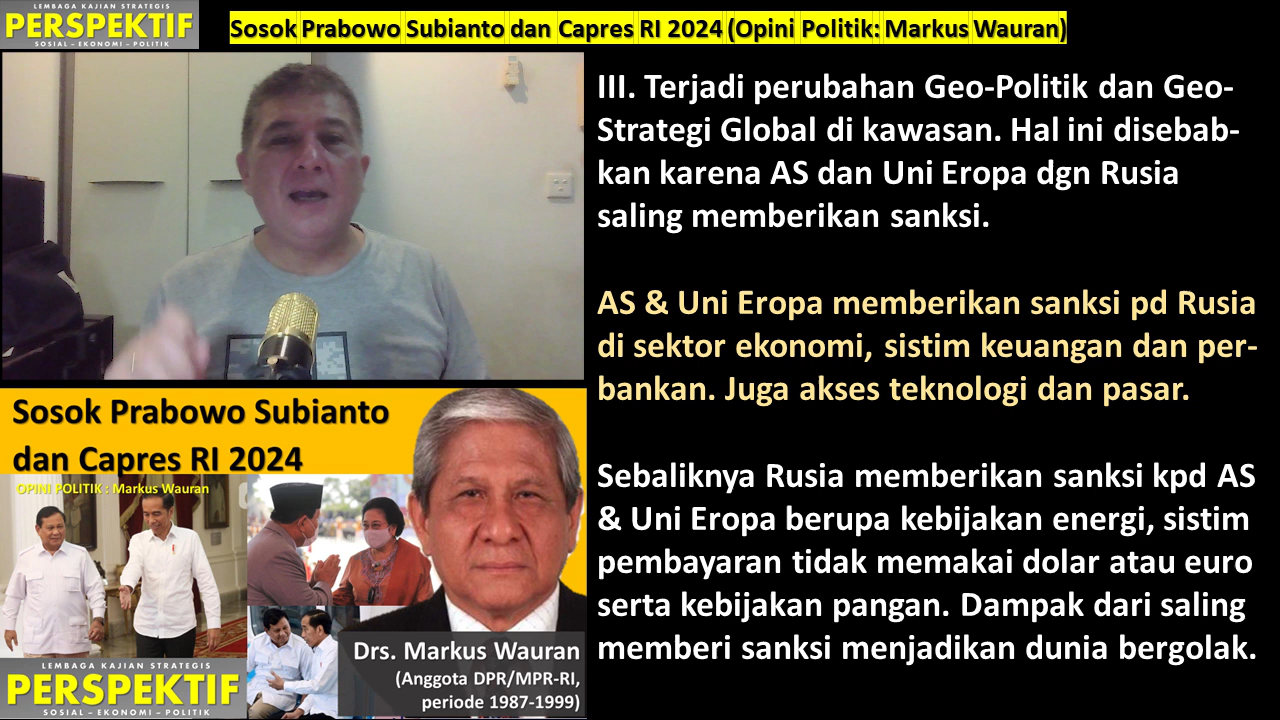 LEMBAGA KAJIAN STRATEGIS
PERSPEKTIF
SOSIAL – EKONOMI – POLITIK
Sosok Prabowo Subianto dan Capres RI 2024 (Opini Politik: Markus Wauran)
III. Terjadi perubahan Geo-Politik dan Geo-
Strategi Global di kawasan. Hal ini disebab-
kan karena AS dan Uni Eropa dgn Rusia
saling memberikan sanksi.
AS & Uni Eropa memberikan sanksi pd Rusia
di sektor ekonomi, sistim keuangan dan per-
bankan. Juga akses teknologi dan pasar.
Sebaliknya Rusia memberikan sanksi kpd AS
& Uni Eropa berupa kebijakan energi, sistim
pembayaran tidak memakai dolar atau euro
serta kebijakan pangan. Dampak dari saling
memberi sanksi menjadikan dunia bergolak.
Sosok Prabowo Subianto
dan Capres RI 2024
OPINI POLITIK : Markus Wauran
Drs. Markus Wauran
(Anggota DPR/MPR-RI,
periode 1987-1999)
LEMBAGA KAJIAN STRATEGIS
PERSPEKTIF
SOSIAL – EKONOMI – POLITIK